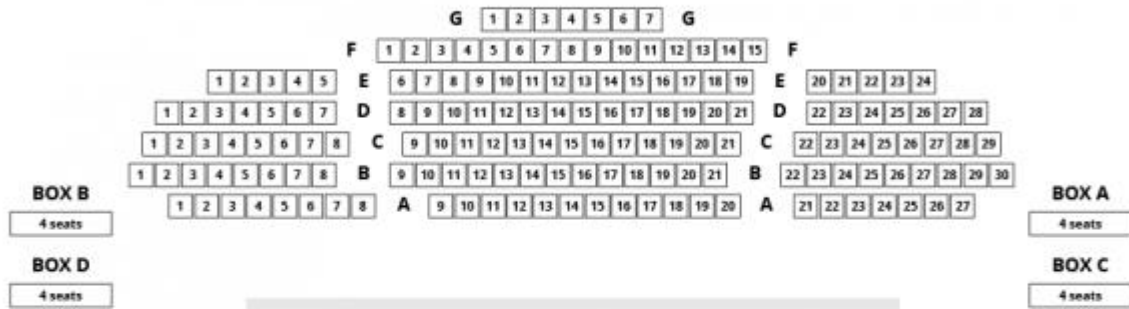 G 1 2 3 4 5 6 7 G
F 1 2 3 4 5 6 7 8 9 10 11 12 13 14 15 F
1 2 3 4 5 E 6 7 8 9 10 11 12 13 14 15 16 17 18 19 E 20 21 22 23 24
1 2 3 4 5 6 7 D 8 9 10 11 12 13 14 15 16 17 18 19 20 21 D 22 23 24 25 26 27 28
1 2 3 4 5 6 7 8 C 9 10 11 12 13 14 15 16 17 18 19 20 21 C 22 23 24 25 26 27 28 29
1 2 3 4 5 6 7 8 B 9 10 11 12 13 14 15 16 17 18 19 20 21 B 22 23 24 25 26 27 28 29 30
BOX B BOX A
1 2 3 4 5 6 7 8 A 9 10 11 12 13 14 15 16 17 18 19 20 A 21 22 23 24 25 26 27
4 seats 4 seats
BOX D BOX C
4 seats 4 seats